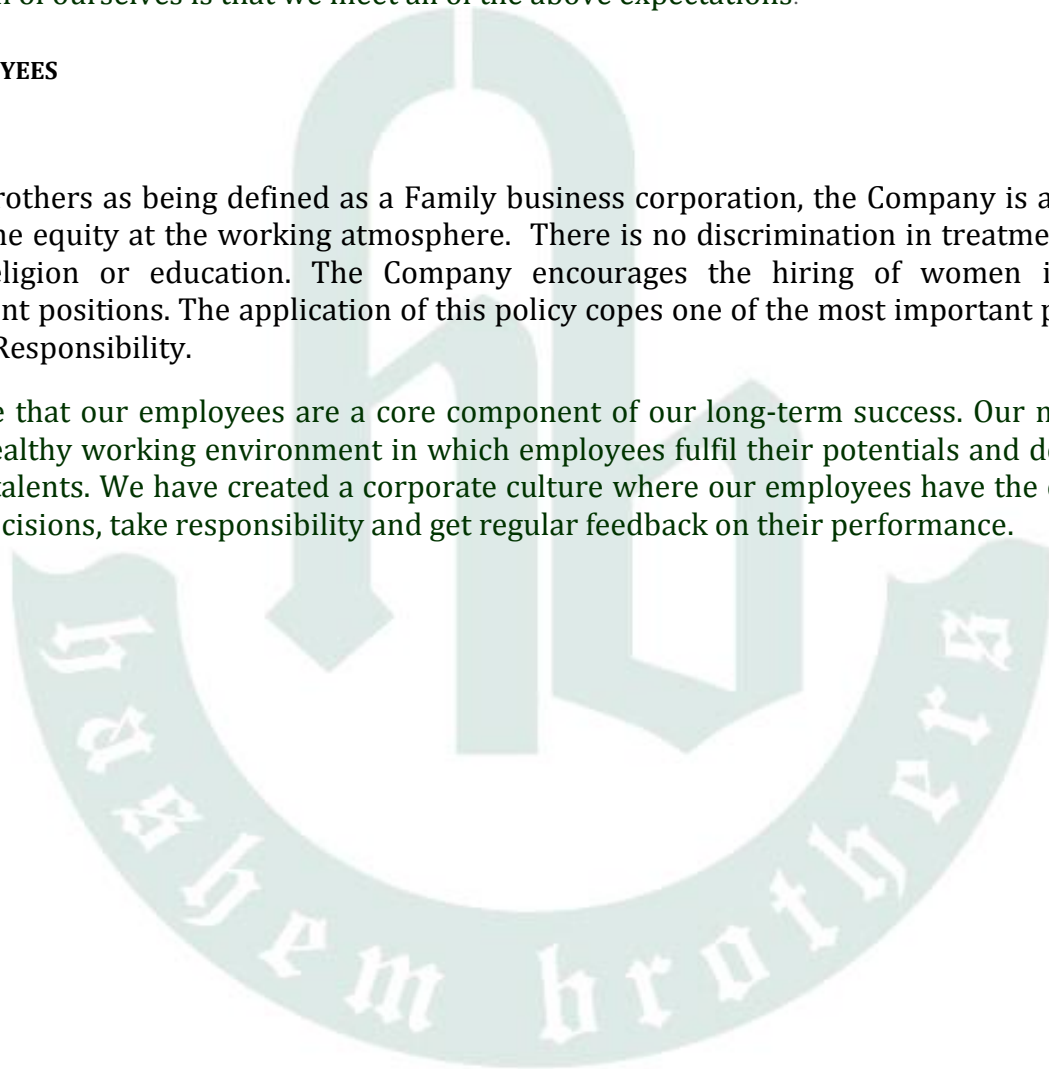 of ourselves is that we meet all of the above expectations.
YEES
rothers as being defined as a Family business corporation, the Company is a
ne equity at the working atmosphere. There is no discrimination in treatme
eligion or education. The Company encourages the hiring of women i
nt positions. The application of this policy copes one of the most important p
Responsibility.
e that our employees are a core component of our long-term success. Our m
ealthy working environment in which employees fulfil their potentials and de
talents. We have created a corporate culture where our employees have the
cisions, take responsibility and get regular feedback on their performance.
hb
hashem brothers